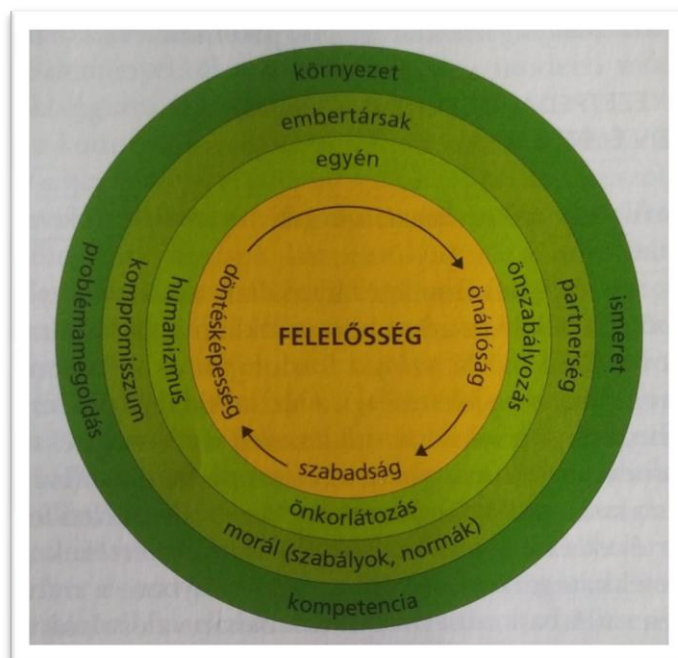 környezet
embertársak
egyén
döntésképesség
önállóság
szabadság
FELELŐSSÉG
humanizmus
önszabályozás
önkorlátozás
kompromisszum
partnerség
morál (szabályok, normák)
problémamegoldás
ismeret
kompetencia